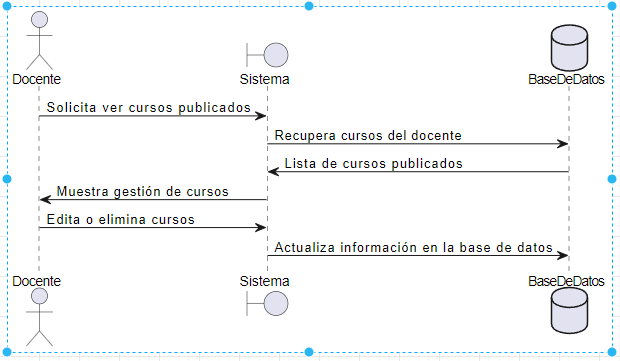 Docente
Sistema
BaseDeDatos
Solicita ver cursos publicados
Recupera cursos del docente
Lista de cursos publicados
Muestra gestión de cursos
Edita o elimina cursos
Actualiza información en la base de datos
Docente
Sistema
BaseDeDatos